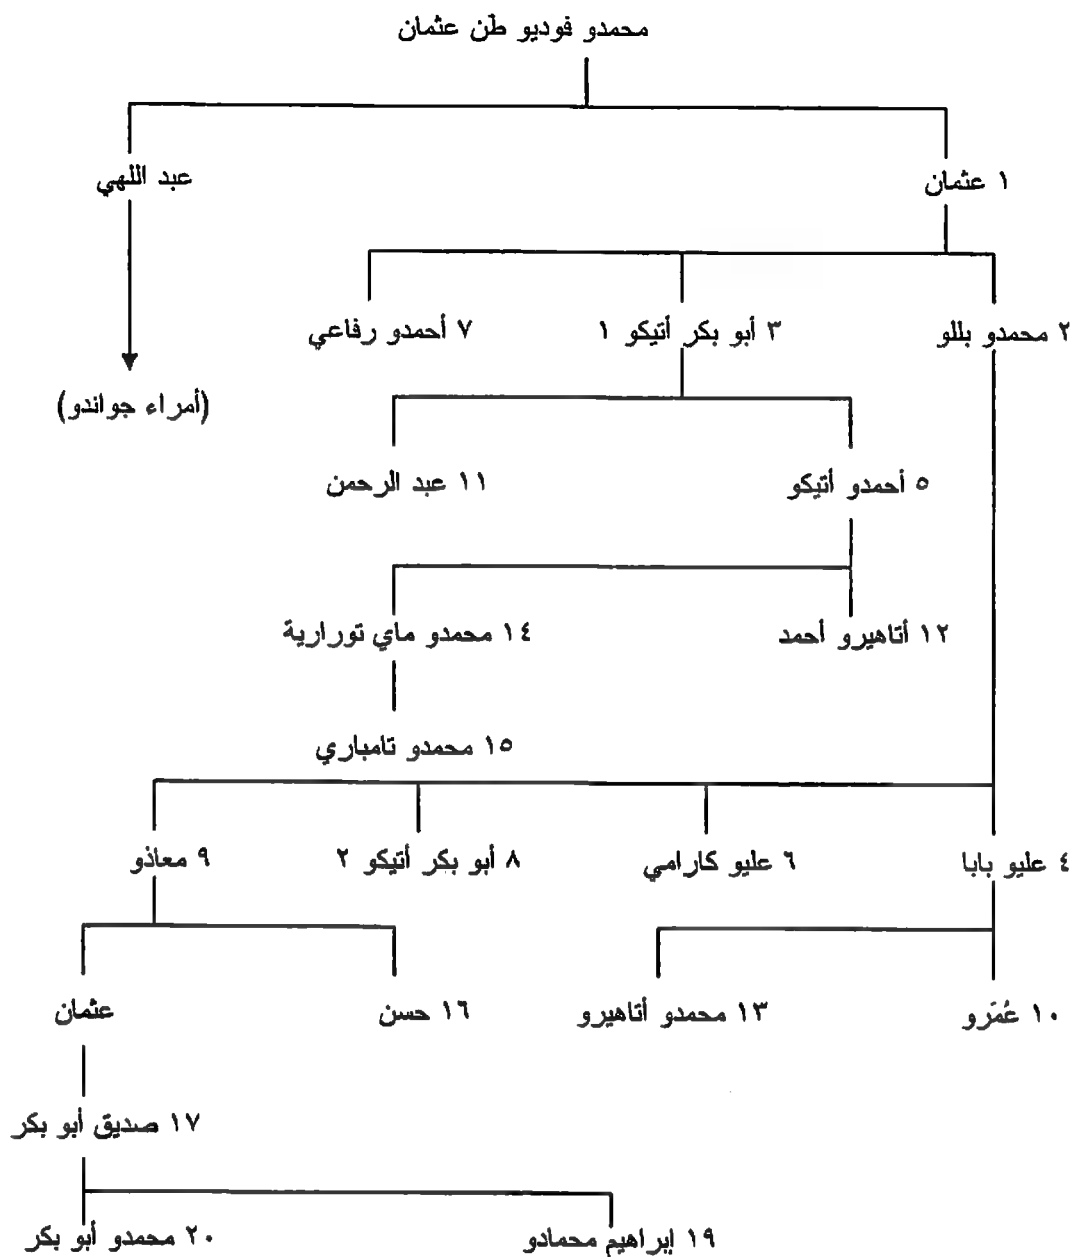 محمدو فوديو طن عثمان
١ عثمان
عبد اللهي
٢ محمدو بللو
٣ أبو بكر أتيكو ١
٧ أحمدو رفاعي
(أمراء جواندو)
٥ أحمدو أتيكو
١١ عبد الرحمن
١٢ أتاهيرو أحمد
١٤ محمدو ماي تورارية
١٥ محمدو تامباري
٤ عليو بابا
٦ عليو كارامي
٨ أبو بكر أتيكو ٢
٩ معاذو
١٠ عُمَرو
١٣ محمدو أتاهيرو
١٦ حسن
عثمان
١٧ صديق أبو بكر
١٩ إبراهيم محمادو
٢٠ محمدو أبو بكر